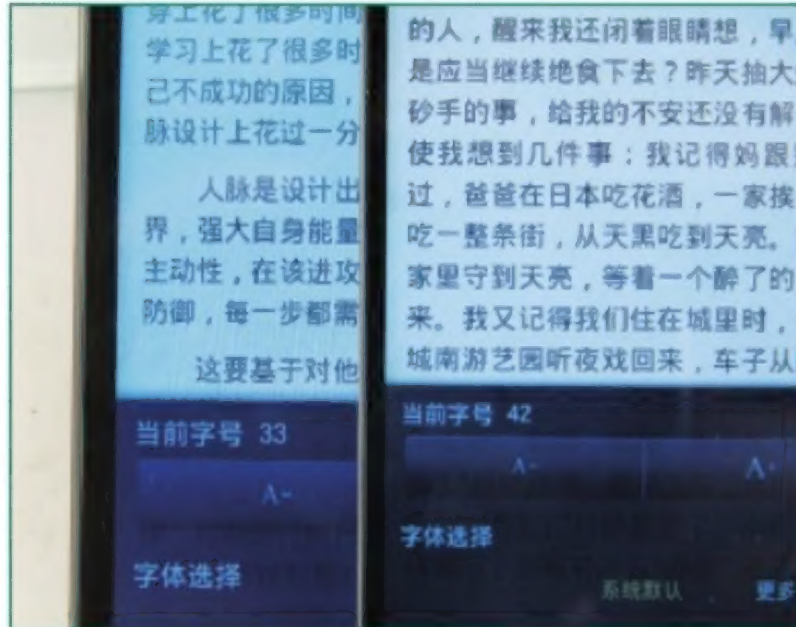 穿上花了很多时间
学习上花了很多时
己不成功的原因，
脉设计上花过一分
人脉是设计出
界，强大自身能量
主动性，在该进攻
防御，每一步都需
这要基于对他
当前字号 33
A-
字体选择
的人，醒来我还闭着眼睛想，早
是应当继续绝食下去？昨天抽大
砂手的事，给我的不安还没有解
使我想到几件事：我记得妈跟
过，爸爸在日本吃花酒，一家挨
吃一整条街，从天黑吃到天亮。
家里守到天亮，等着一个醉了的
来。我又记得我们住在城里时，
城南游艺园听夜戏回来，车子从
当前字号 42
A-
A+
字体选择
系统默认
更多